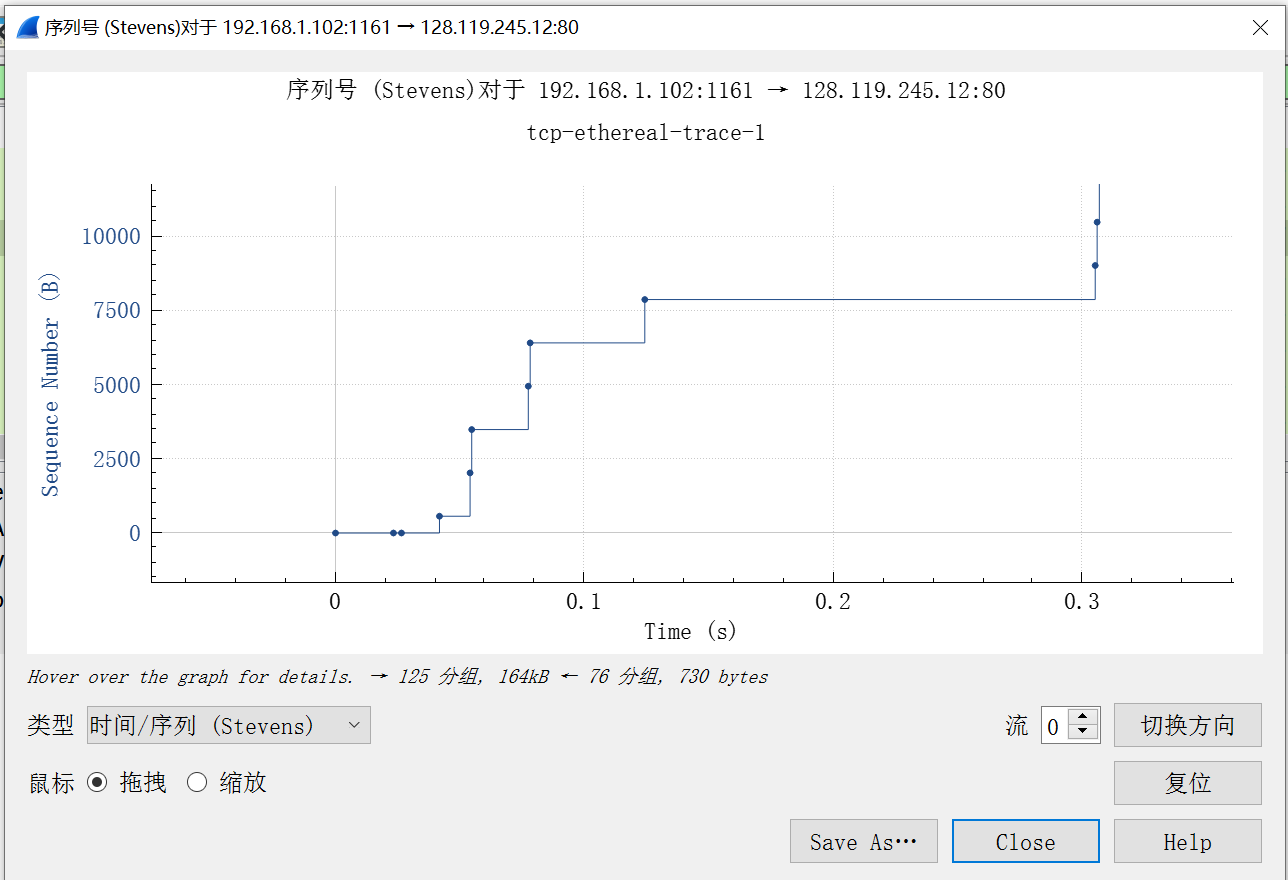 序列号 (Stevens)对于 192.168.1.102:1161 → 128.119.245.12:80
序列号 (Stevens)对于 192.168.1.102:1161 → 128.119.245.12:80
tcp-ethereal-trace-1
Sequence Number (B)
10000
7500
5000
2500
0
0 0.1 0.2 0.3
Time (s)
Hover over the graph for details. → 125 分组, 164kB ← 76 分组, 730 bytes
类型 时间/序列 (Stevens) 流 0 切换方向
鼠标 拖拽 缩放 复位
Save As… Close Help